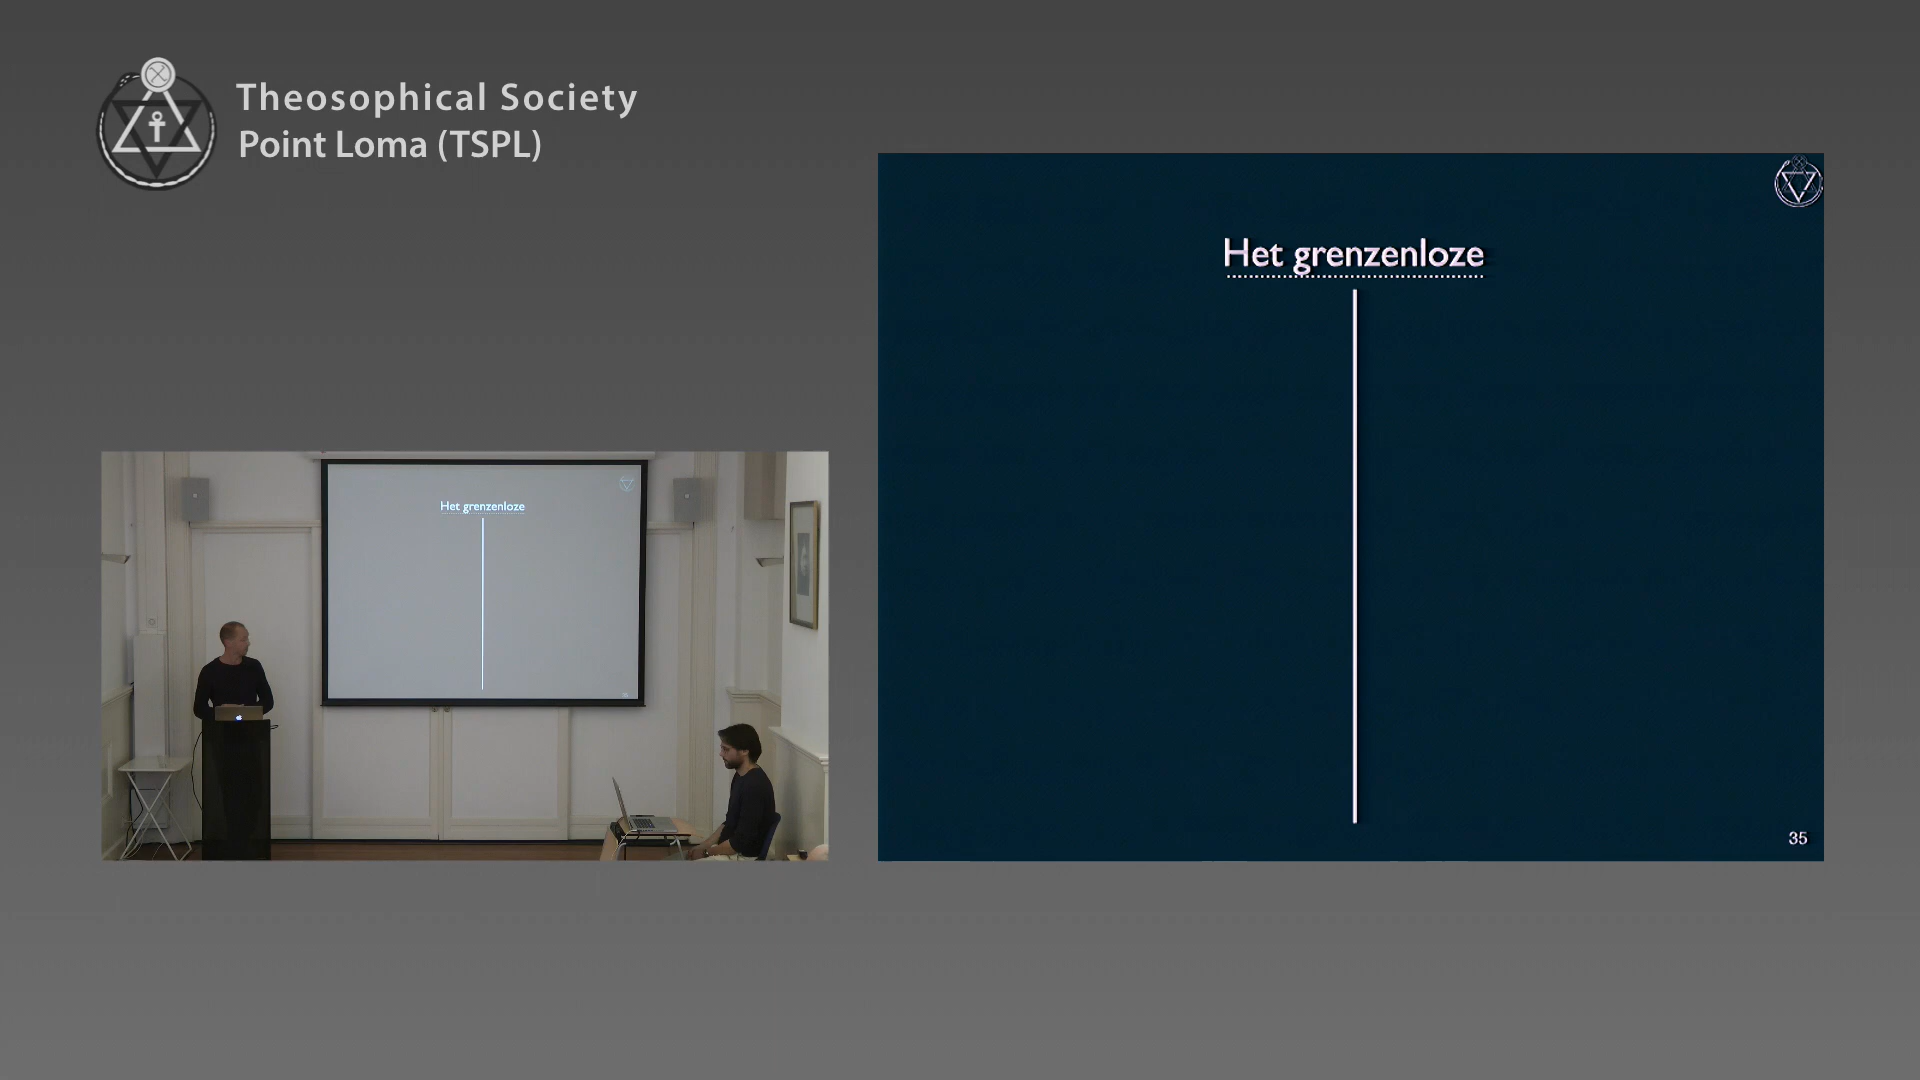 Theosophical Society
Point Loma (TSPL)
Het grenzenloze
35
Het grenzenloze